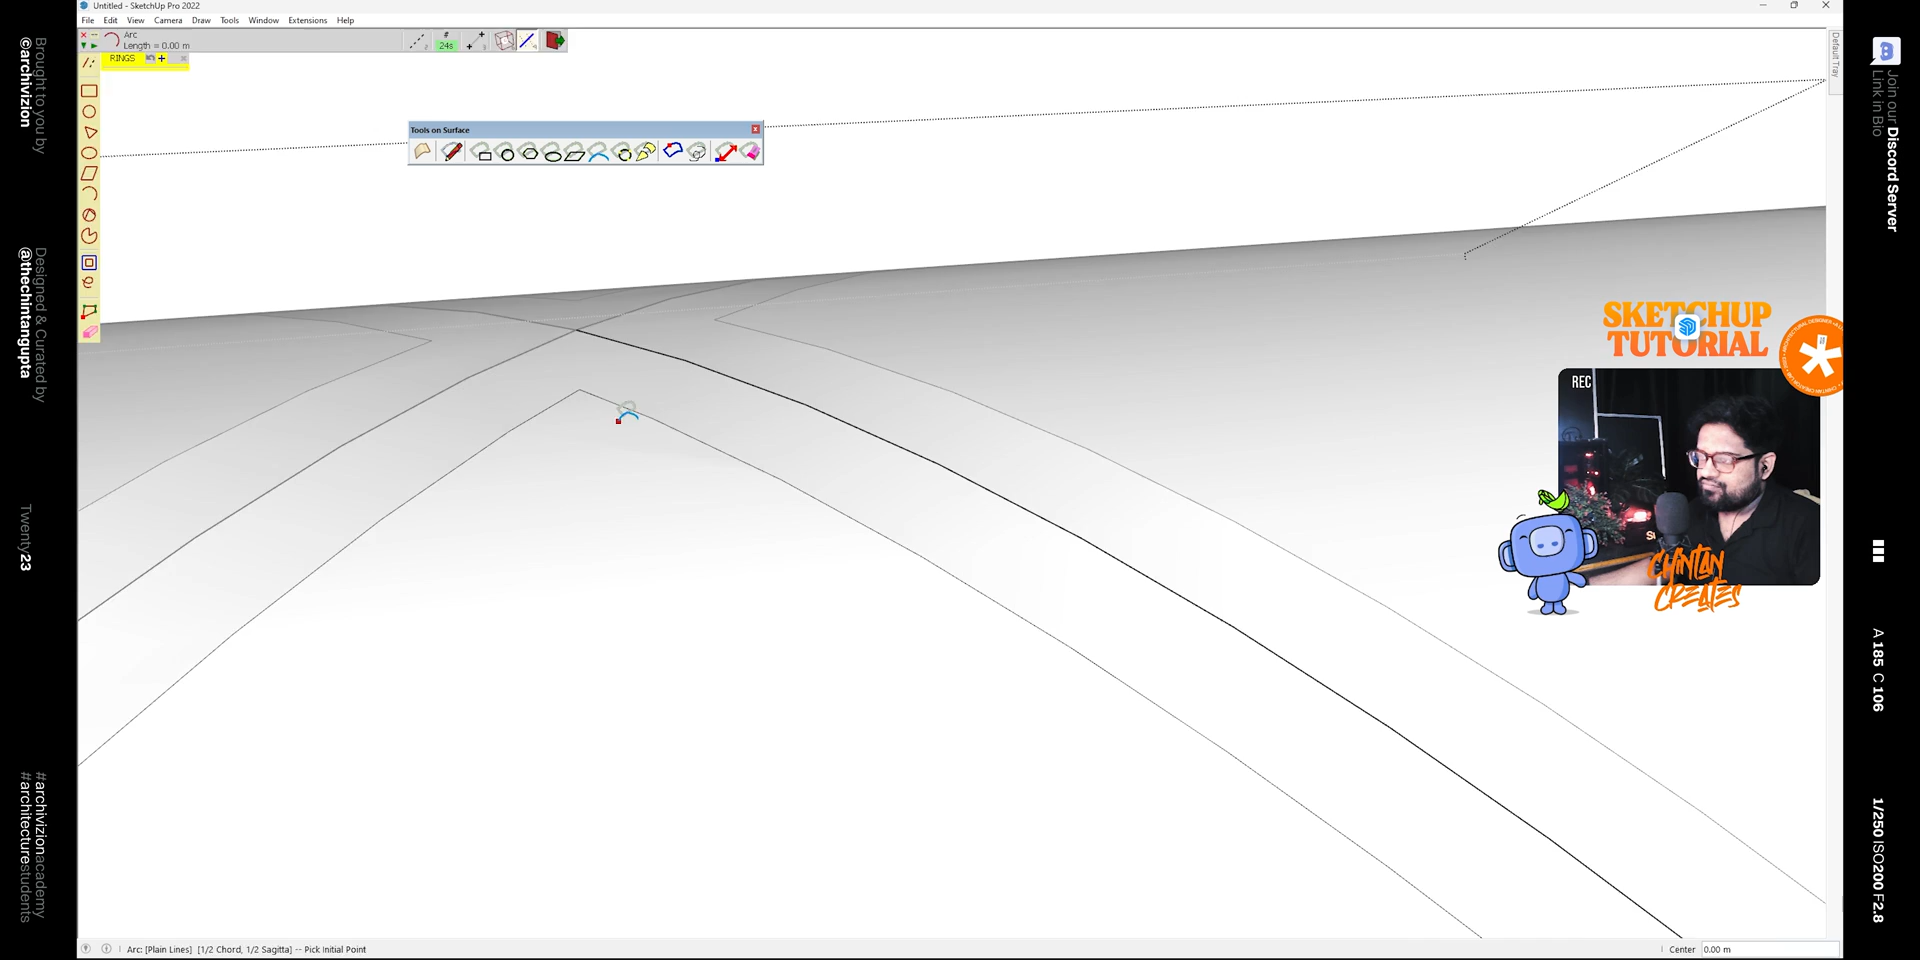 Untitled - SketchUp Pro 2022
File Edit View Camera Draw Tools Window Extensions Help
Arc
Length = 0.00 m
24s
RINGS
Tools on Surface
Default Tray
Brought to you by
@archivizion
Designed & Curated by
@thechintangupta
Twenty23
#archivizionacademy
#architecturestudents
Join our Discord Server
Link in Bio
SKETCHUP
TUTORIAL
REC
CHINTAN
CREATES
A 185 C 106
1/250 ISO200 F2.8
Arc: [Plain Lines] [1/2 Chord, 1/2 Sagitta] -- Pick Initial Point
Center 0.00 m